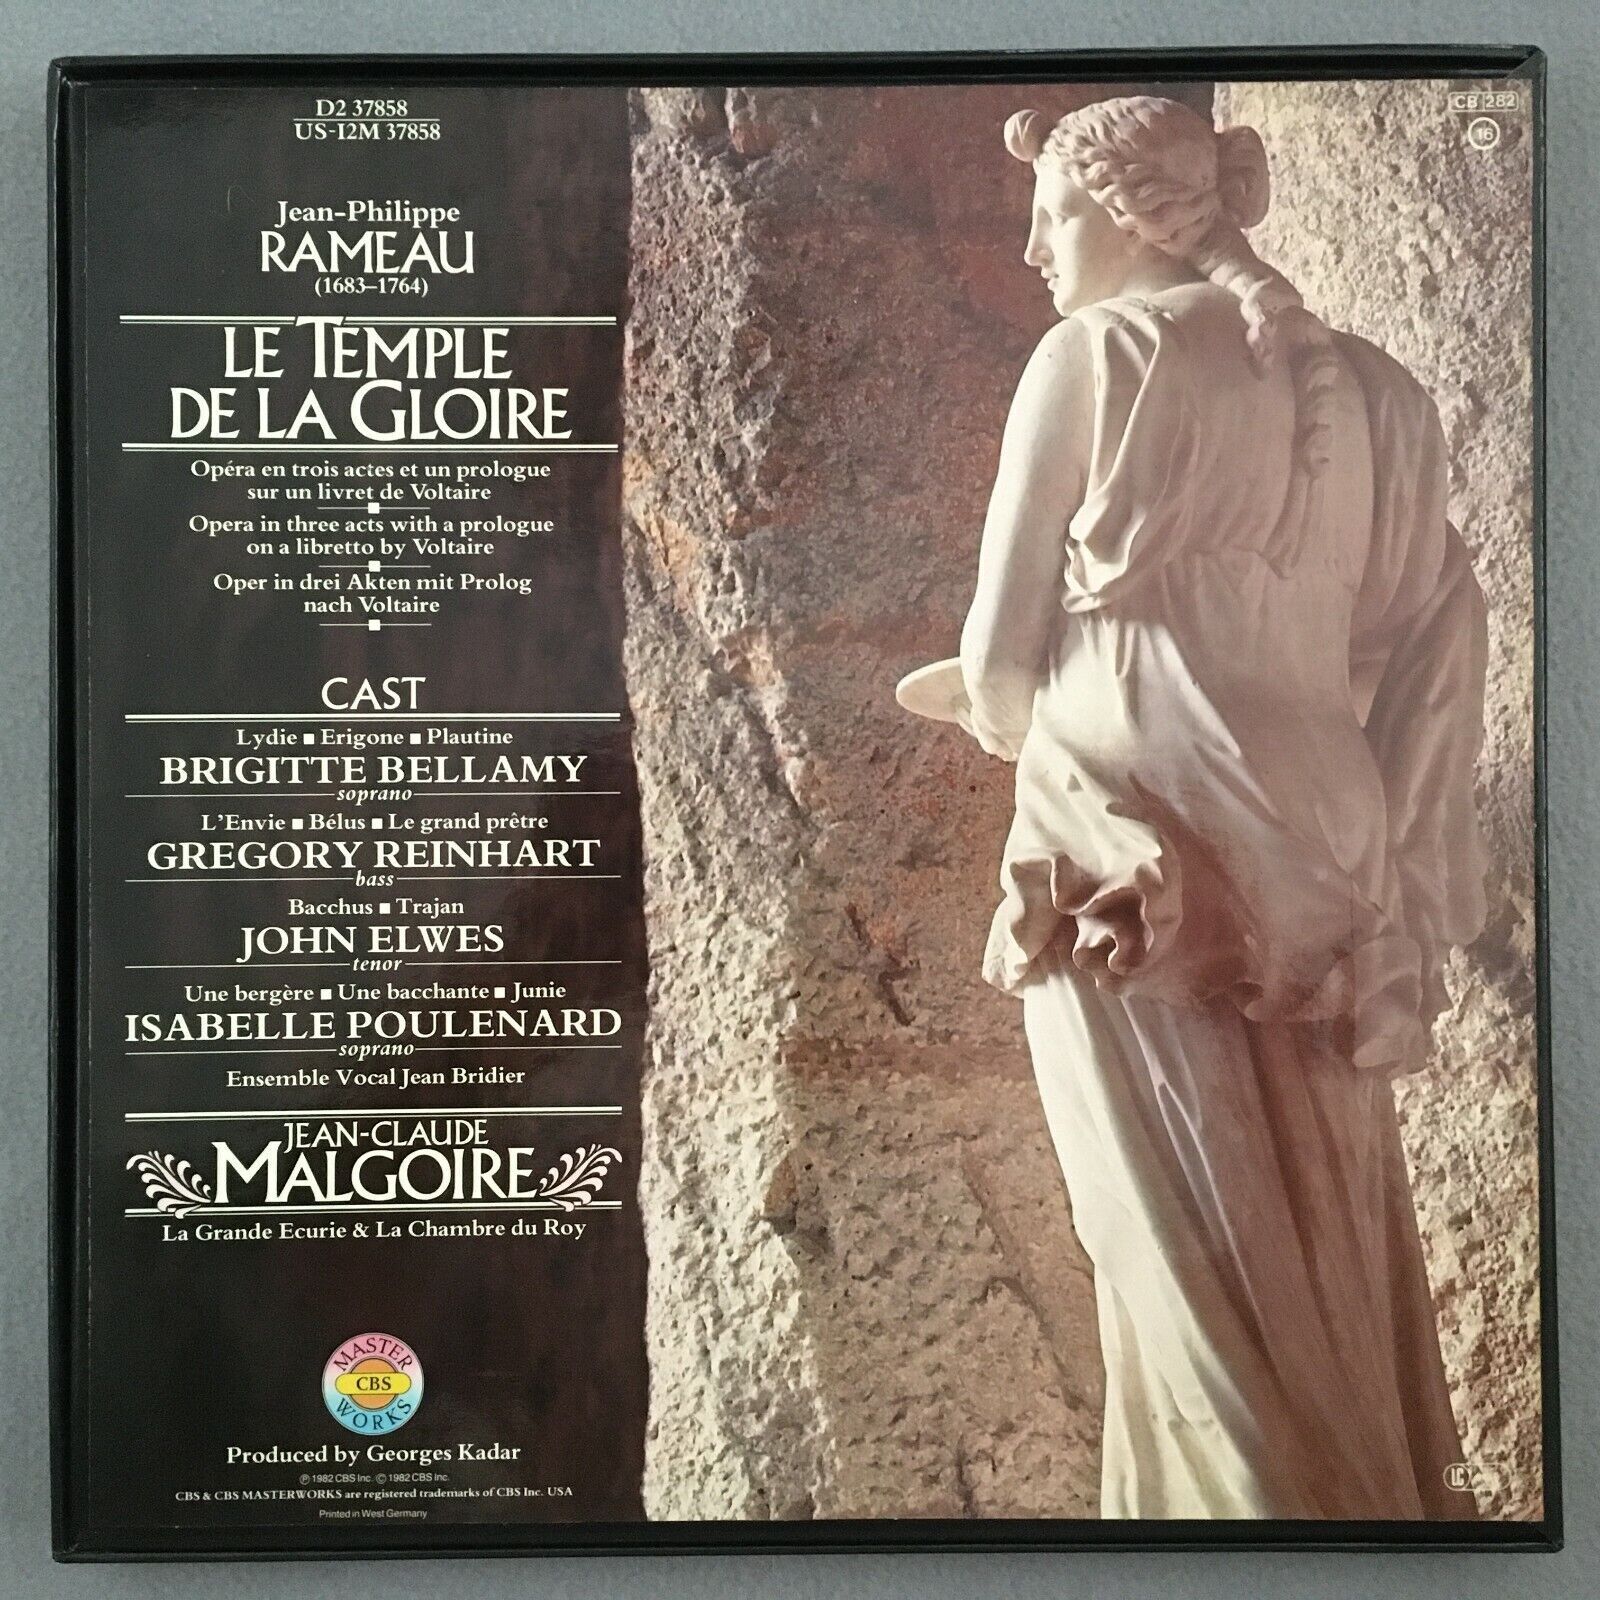 D2 37858
US-I2M 37858
CB 282
16
Jean-Philippe
RAMEAU
(1683–1764)
LE TEMPLE
DE LA GLOIRE
Opéra en trois actes et un prologue
sur un livret de Voltaire
Opera in three acts with a prologue
on a libretto by Voltaire
Oper in drei Akten mit Prolog
nach Voltaire
CAST
Lydie ■ Erigone ■ Plautine
BRIGITTE BELLAMY
soprano
L'Envie ■ Bélus ■ Le grand prêtre
GREGORY REINHART
bass
Bacchus ■ Trajan
JOHN ELWES
tenor
Une bergère ■ Une bacchante ■ Junie
ISABELLE POULENARD
soprano
Ensemble Vocal Jean Bridier
JEAN-CLAUDE
MALGOIRE
La Grande Ecurie & La Chambre du Roy
MASTER
CBS
WORKS
Produced by Georges Kadar
℗ 1982 CBS Inc. © 1982 CBS Inc.
CBS & CBS MASTERWORKS are registered trademarks of CBS Inc. USA
Printed in West Germany
LC